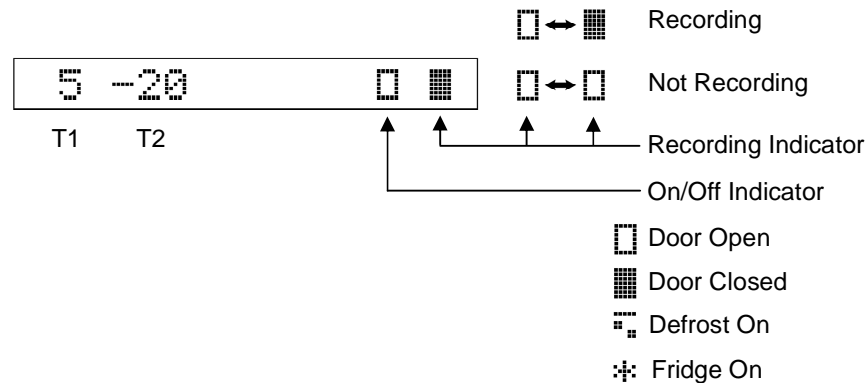 Recording
5 -20
Not Recording
T1 T2
Recording Indicator
On/Off Indicator
Door Open
Door Closed
Defrost On
Fridge On